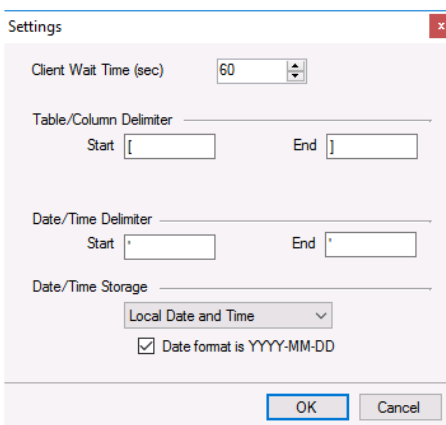 Settings
x
Client Wait Time (sec) 60
Table/Column Delimiter
Start [ End ]
Date/Time Delimiter
Start ' End '
Date/Time Storage
Local Date and Time
Date format is YYYY-MM-DD
OK Cancel